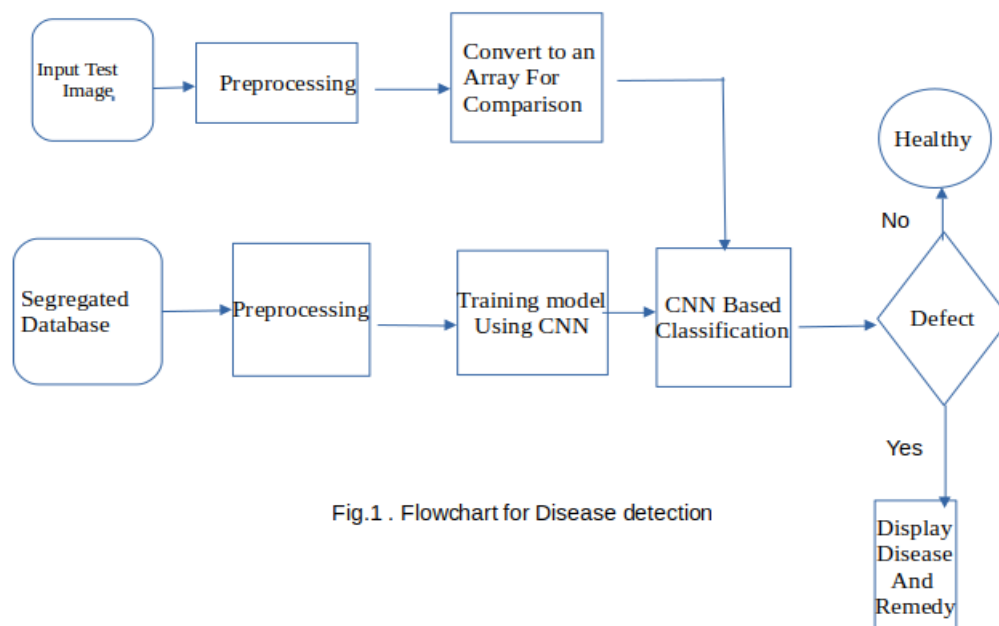 Input Test
Image
Preprocessing
Convert to an
Array For
Comparison
Healthy
No
Segregated
Database
Preprocessing
Training model
Using CNN
CNN Based
Classification
Defect
Yes
Fig.1 . Flowchart for Disease detection
Display
Disease
And
Remedy